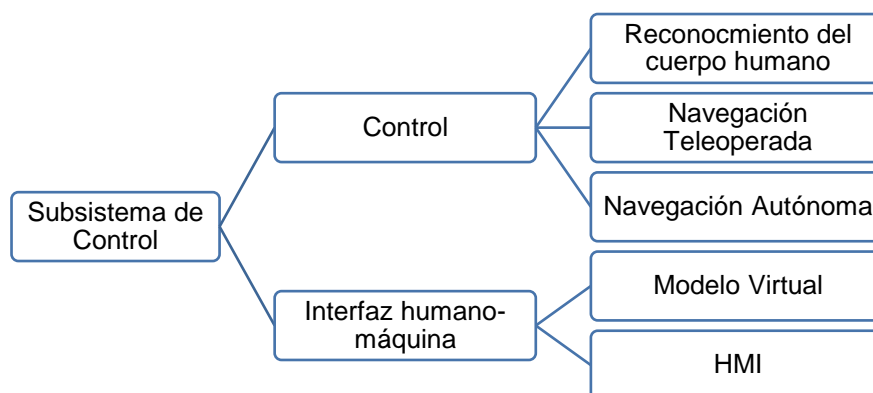 Subsistema de
Control
Control
Reconocmiento del
cuerpo humano
Navegación
Teleoperada
Navegación Autónoma
Interfaz humano-
máquina
Modelo Virtual
HMI